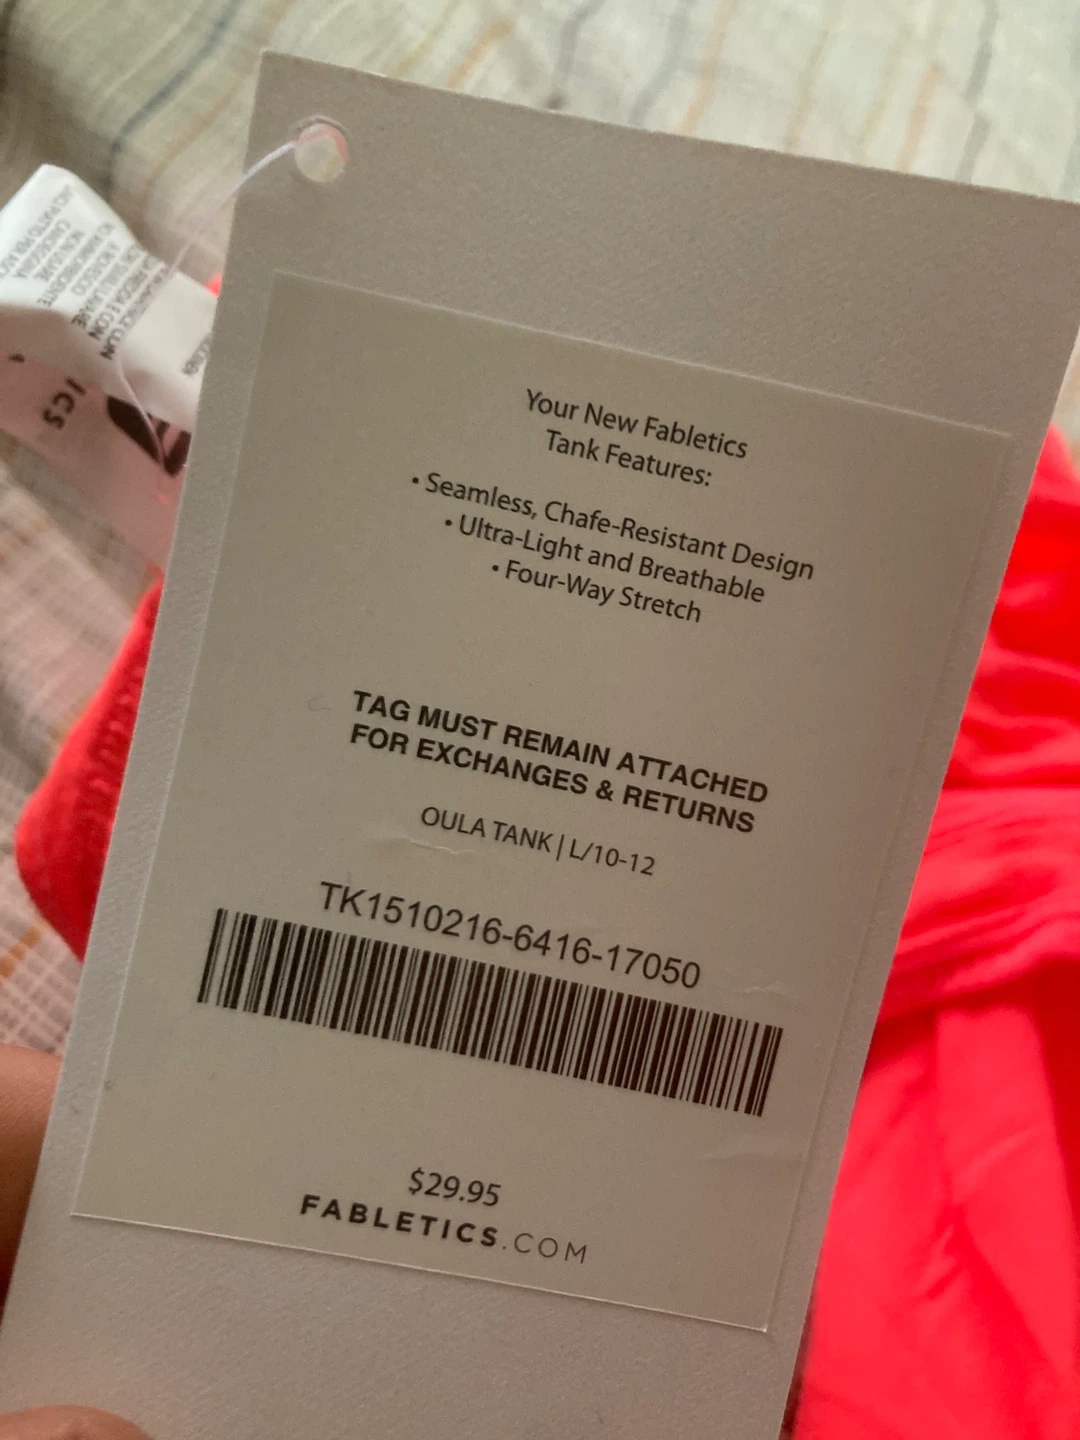 Your New Fabletics
Tank Features:
• Seamless, Chafe-Resistant Design
• Ultra-Light and Breathable
• Four-Way Stretch
TAG MUST REMAIN ATTACHED
FOR EXCHANGES & RETURNS
OULA TANK | L/10-12
TK1510216-6416-17050
$29.95
FABLETICS.COM
ICS